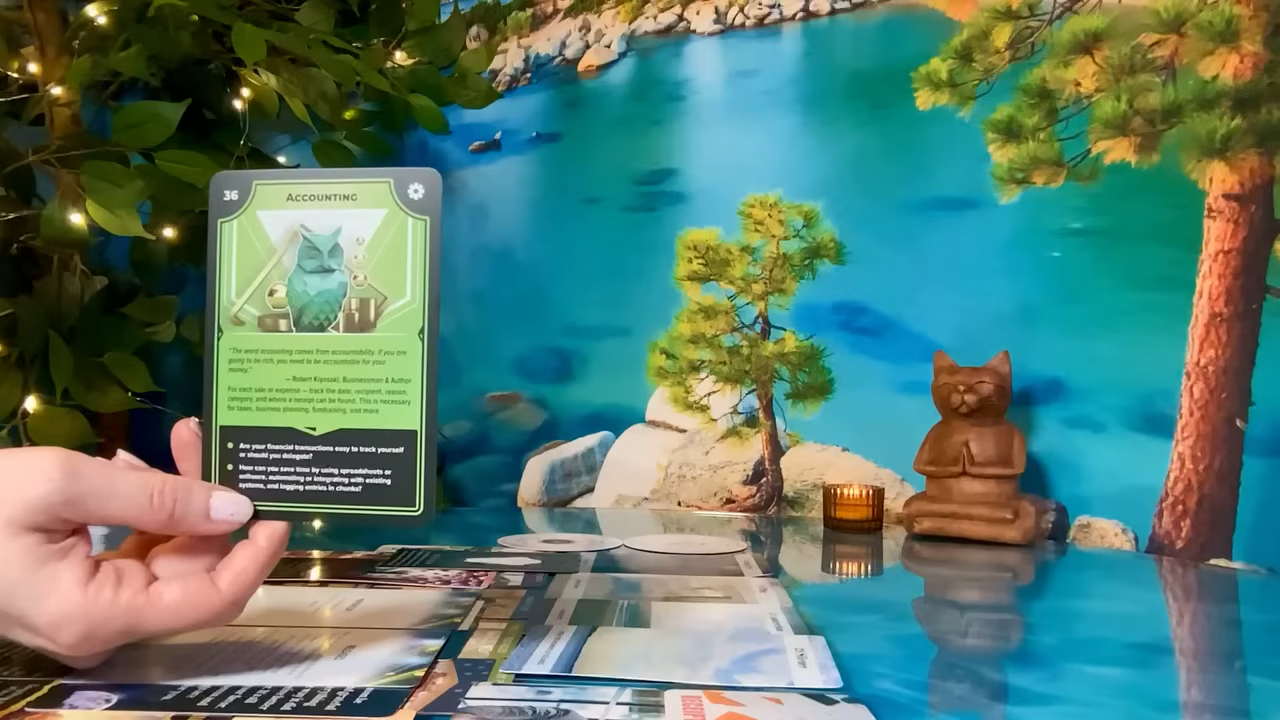 36
ACCOUNTING
"The word accounting comes from accountability. If you are
going to be rich, you need to be accountable for your
money."
— Robert Kiyosaki, Businessman & Author
For each sale or expense — track the date, recipient, reason,
category, and where a receipt can be found. This is necessary
for taxes, business planning, fundraising, and more
Are your financial transactions easy to track yourself
or should you delegate?
How can you save time by using spreadsheets or
software, automating or integrating with existing
systems, and logging entries in chunks?